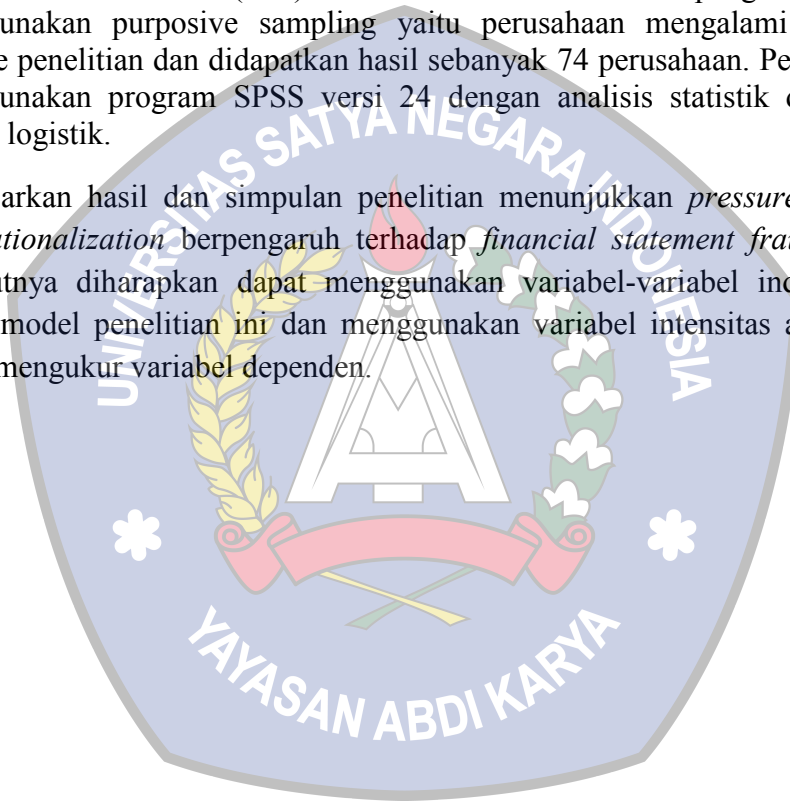 unakan purposive sampling yaitu perusahaan mengalami
e penelitian dan didapatkan hasil sebanyak 74 perusahaan. Pe
unakan program SPSS versi 24 dengan analisis statistik d
logistik.
arkan hasil dan simpulan penelitian menunjukkan pressure
ationalization berpengaruh terhadap financial statement fra
utnya diharapkan dapat menggunakan variabel-variabel ind
model penelitian ini dan menggunakan variabel intensitas a
mengukur variabel dependen.
UNIVERSITAS SATYA NEGARA INDONESIA
YAYASAN ABDI KARYA